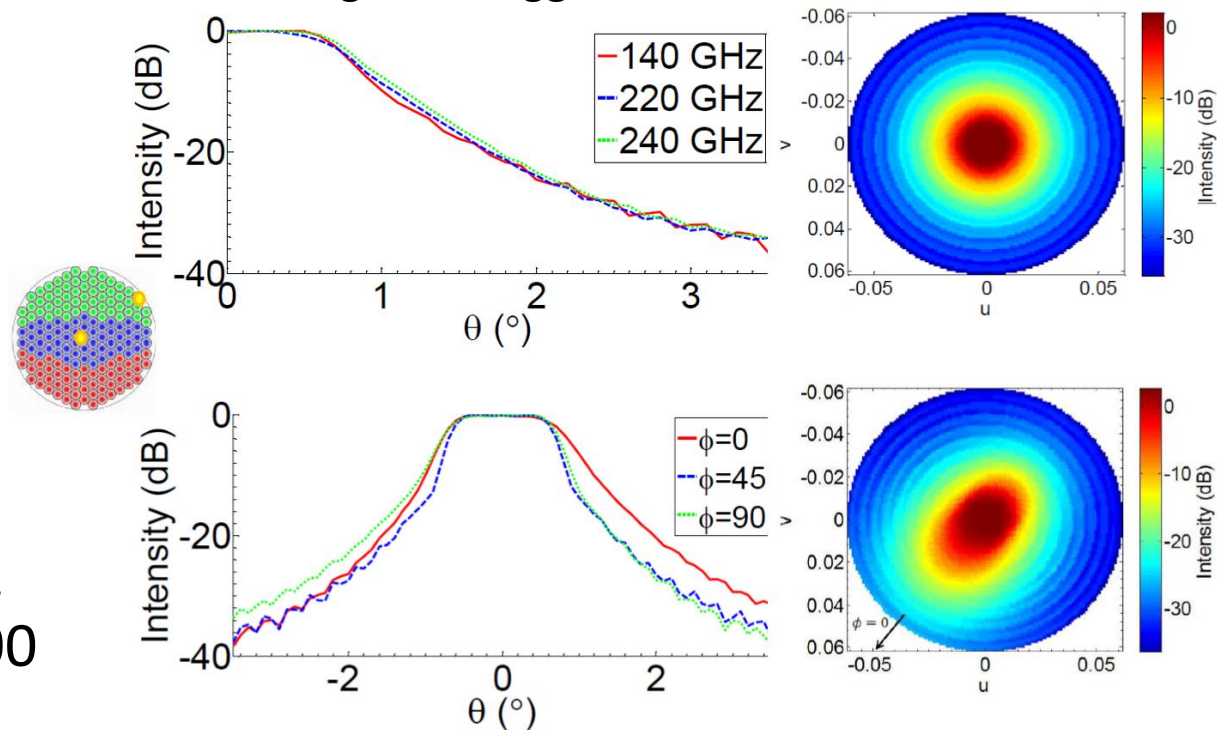 0
-20
-40
Intensity (dB)
0
1
2
3
θ (°)
140 GHz
220 GHz
240 GHz
-0.06
-0.04
-0.02
0
0.02
0.04
0.06
v
-0.05
0
0.05
u
0
-10
-20
-30
|Intensity (dB)
0
-20
-40
Intensity (dB)
-2
0
2
θ (°)
ϕ=0
ϕ=45
ϕ=90
-0.06
-0.04
-0.02
0
0.02
0.04
0.06
v
ϕ = 0
-0.05
0
0.05
u
0
-10
-20
-30
Intensity (dB)
00